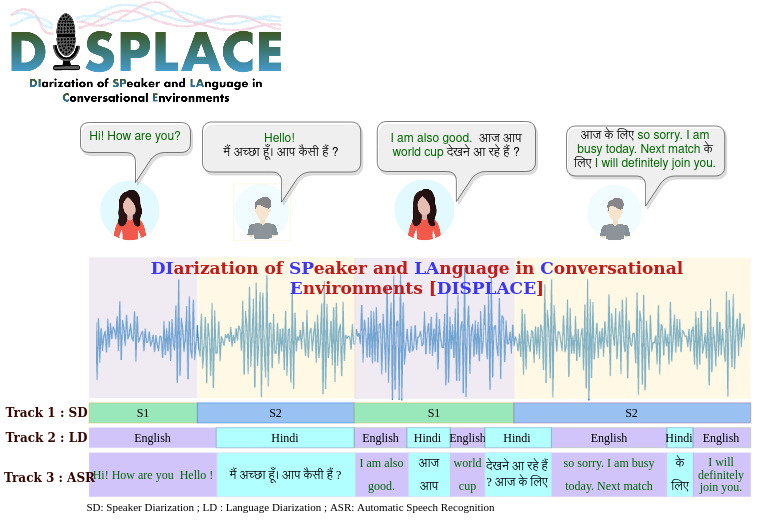 DISPLACE
DIarization of SPeaker and LAnguage in
Conversational Environments
Hi! How are you?
Hello!
मैं अच्छा हूँ। आप कैसी हैं ?
I am also good. आज आप
world cup देखने आ रहे हैं ?
आज के लिए so sorry. I am
busy today. Next match के
लिए I will definitely join you.
DIarization of SPeaker and LAnguage in Conversational
Environments [DISPLACE]
Track 1 : SD
S1
S2
S1
S2
Track 2 : LD
English
Hindi
English
Hindi
English
Hindi
English
Hindi
English
Track 3 : ASR
Hi! How are you Hello !
मैं अच्छा हूँ। आप कैसी हैं ?
I am also
good.
आज
आप
world
cup
देखने आ रहे हैं
? आज के लिए
so sorry. I am busy
today. Next match
के
लिए
I will
definitely
join you.
SD: Speaker Diarization ; LD : Language Diarization ; ASR: Automatic Speech Recognition